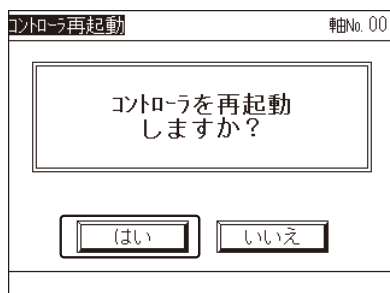 コントローラ再起動
軸No. 00
コントローラを再起動
しますか？
はい
いいえ